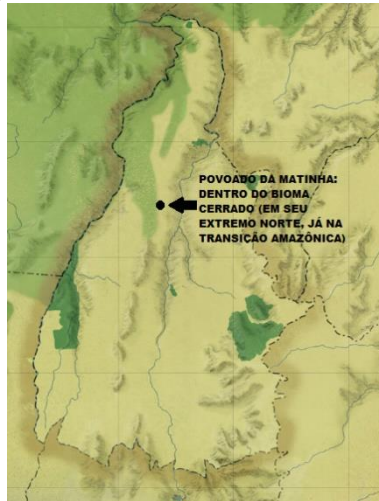 POVOADO DA MATINHA:
DENTRO DO BIOMA
CERRADO (EM SEU
EXTREMO NORTE, JÁ NA
TRANSIÇÃO AMAZÔNICA)